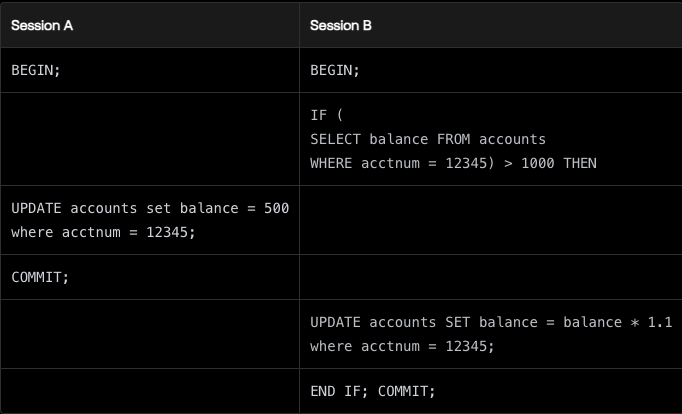 Session A
Session B
BEGIN;
BEGIN;
IF (
SELECT balance FROM accounts
WHERE acctnum = 12345) > 1000 THEN
UPDATE accounts set balance = 500
where acctnum = 12345;
COMMIT;
UPDATE accounts SET balance = balance * 1.1
where acctnum = 12345;
END IF; COMMIT;